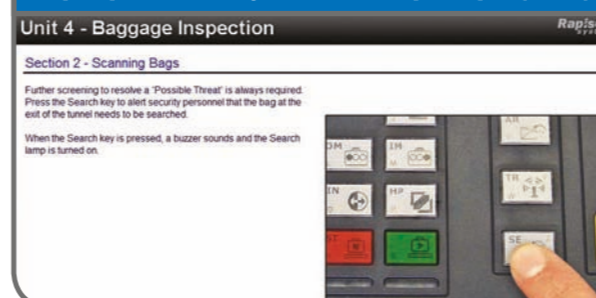 Unit 4 - Baggage Inspection
Section 2 - Scanning Bags
Further screening to resolve a 'Possible Threat' is always required.
Press the Search key to alert security personnel that the bag at the
exit of the tunnel needs to be searched.
When the Search key is pressed, a buzzer sounds and the Search
lamp is turned on.
AR
IM
TR
HP
SE